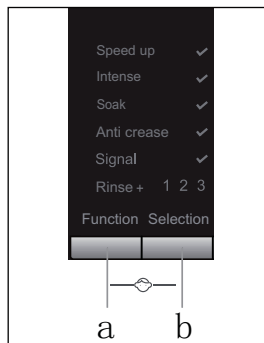 Speed up ✓
Intense ✓
Soak ✓
Anti crease ✓
Signal ✓
Rinse + 1 2 3
Function Selection
a b